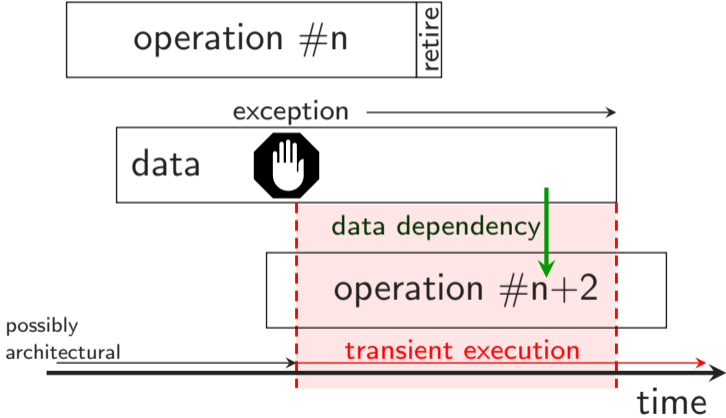 operation #n
retire
exception
data
data dependency
operation #n+2
possibly
architectural
transient execution
time